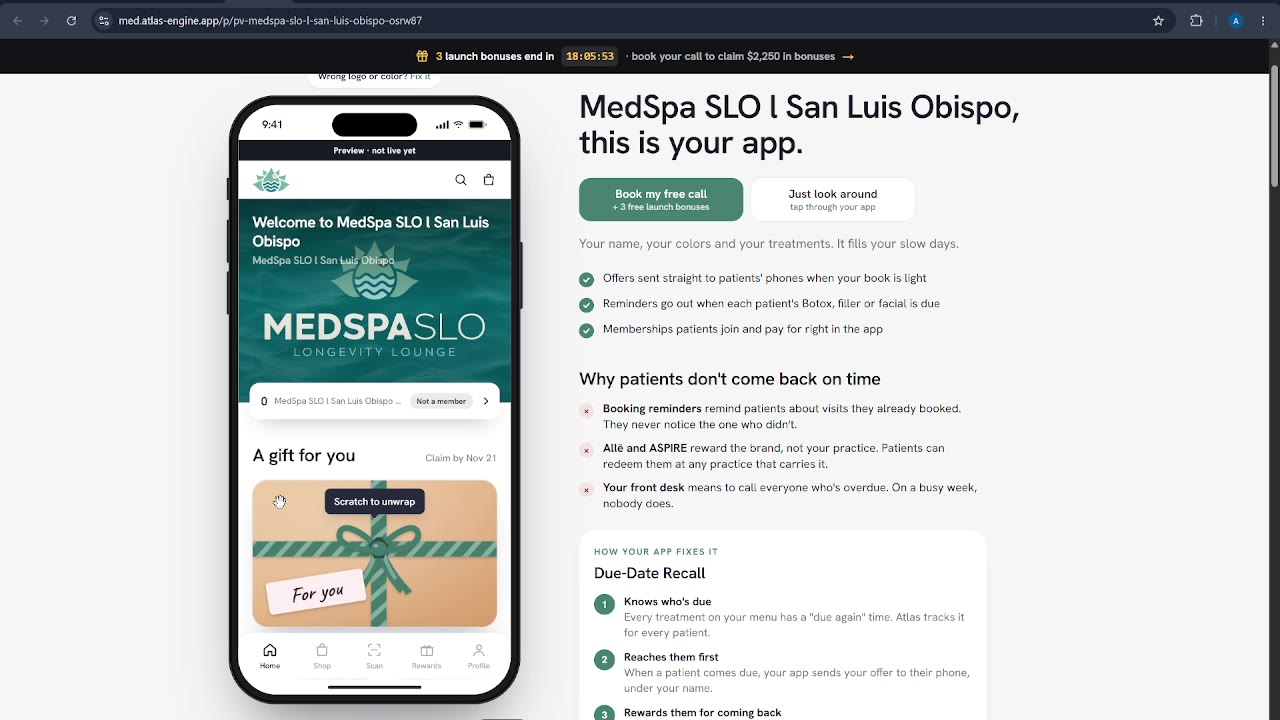 med.atlas-engine.app/p/pv-medspa-slo-l-san-luis-obispo-osrw87
A
3 launch bonuses end in 18:05:53 · book your call to claim $2,250 in bonuses →
Wrong logo or color? Fix it
9:41
Preview · not live yet
Welcome to MedSpa SLO l San Luis
Obispo
MedSpa SLO l San Luis Obispo
MEDSPASLO
LONGEVITY LOUNGE
0 MedSpa SLO l San Luis Obispo ... Not a member
A gift for you
Claim by Nov 21
Scratch to unwrap
For you
Home Shop Scan Rewards Profile
MedSpa SLO l San Luis Obispo,
this is your app.
Book my free call
+ 3 free launch bonuses
Just look around
tap through your app
Your name, your colors and your treatments. It fills your slow days.
Offers sent straight to patients' phones when your book is light
Reminders go out when each patient's Botox, filler or facial is due
Memberships patients join and pay for right in the app
Why patients don't come back on time
Booking reminders remind patients about visits they already booked.
They never notice the one who didn't.
Allē and ASPIRE reward the brand, not your practice. Patients can
redeem them at any practice that carries it.
Your front desk means to call everyone who's overdue. On a busy week,
nobody does.
HOW YOUR APP FIXES IT
Due-Date Recall
1 Knows who's due
Every treatment on your menu has a "due again" time. Atlas tracks it
for every patient.
2 Reaches them first
When a patient comes due, your app sends your offer to their phone,
under your name.
3 Rewards them for coming back